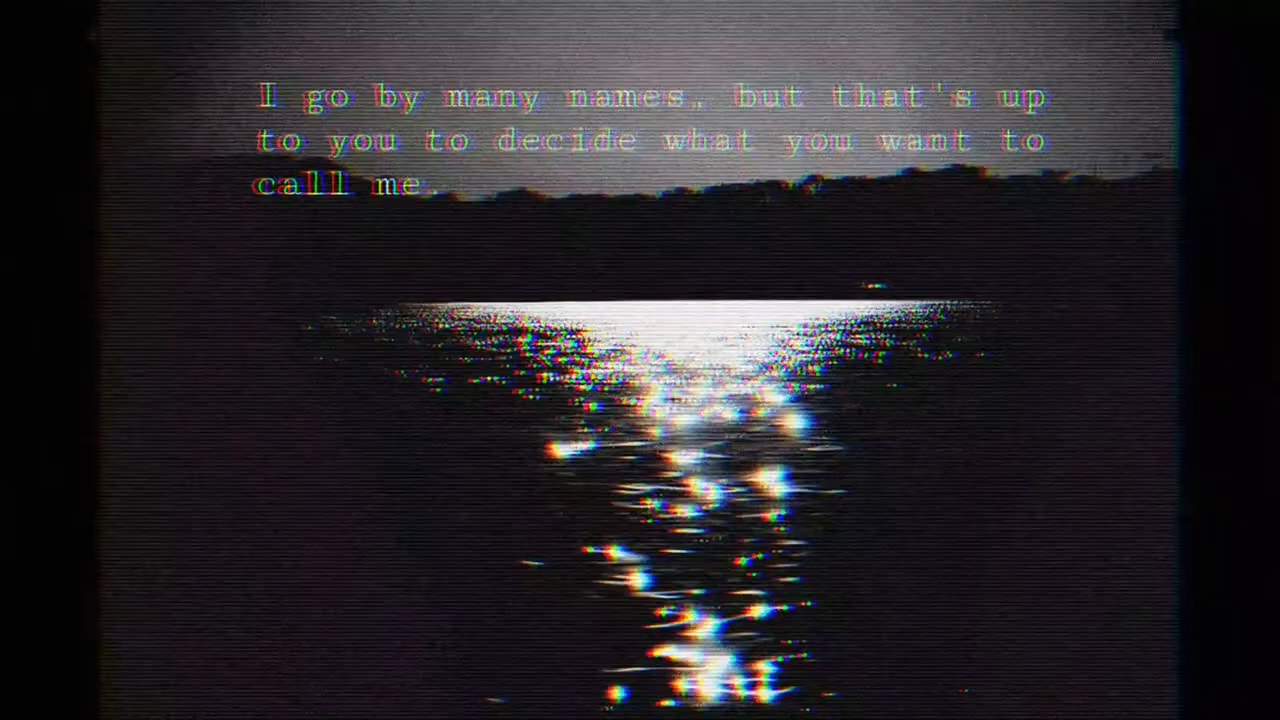 I go by many names, but that's up
to you to decide what you want to
call me.